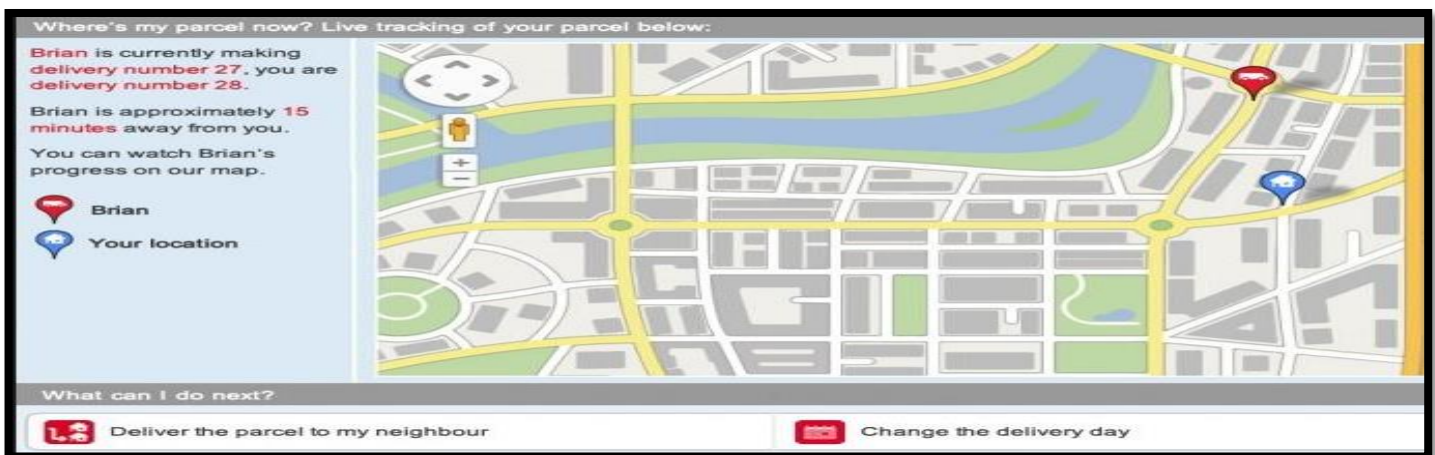 Where's my parcel now? Live tracking of your parcel below:
Brian is currently making
delivery number 27, you are
delivery number 28.
Brian is approximately 15
minutes away from you.
You can watch Brian's
progress on our map.
Brian
Your location
+
−
What can I do next?
Deliver the parcel to my neighbour
Change the delivery day